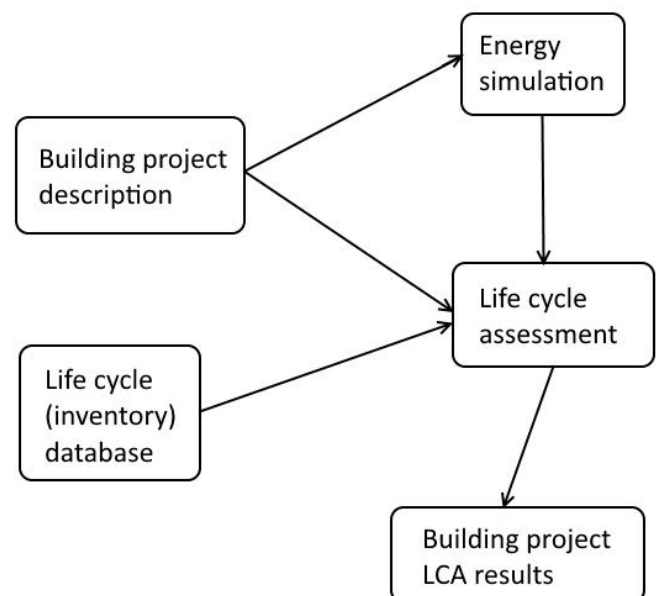 Energy
simulation
Building project
description
Life cycle
assessment
Life cycle
(inventory)
database
Building project
LCA results